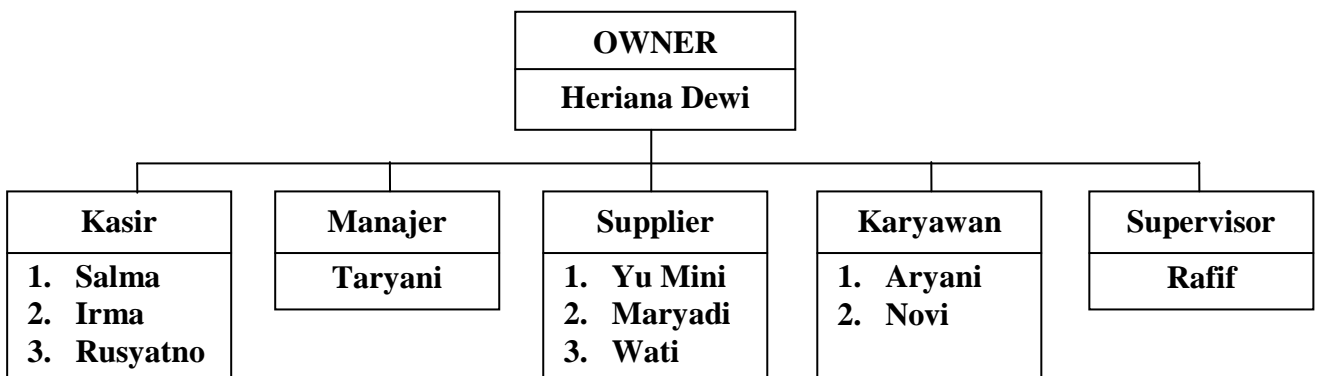 OWNER
Heriana Dewi
Kasir
1. Salma
2. Irma
3. Rusyatno
Manajer
Taryani
Supplier
1. Yu Mini
2. Maryadi
3. Wati
Karyawan
1. Aryani
2. Novi
Supervisor
Rafif